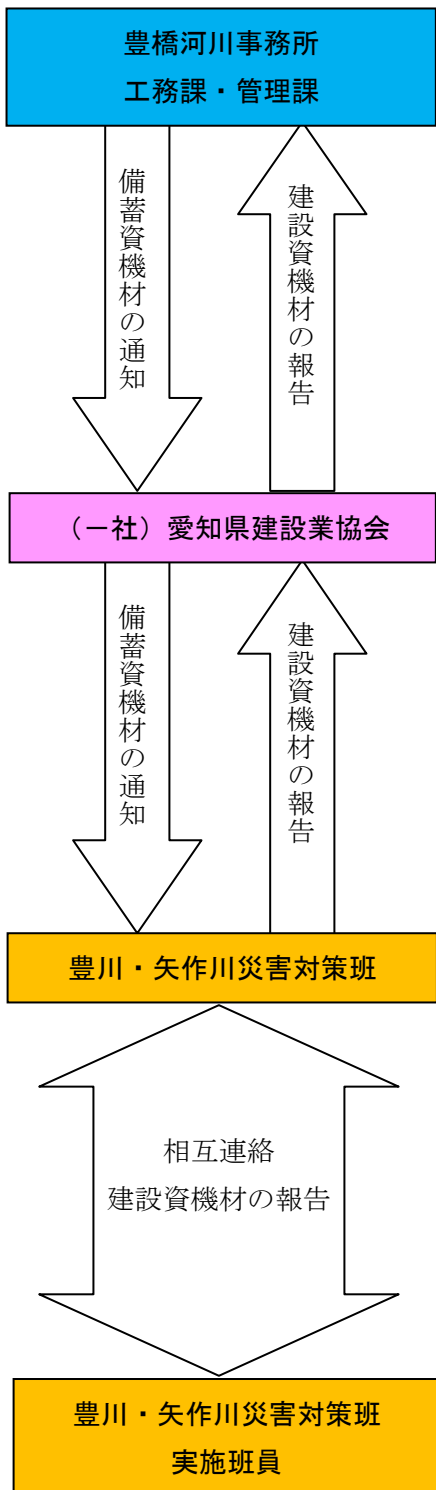 豊橋河川事務所
工務課・管理課
備蓄資機材の通知
建設資機材の報告
（一社）愛知県建設業協会
備蓄資機材の通知
建設資機材の報告
豊川・矢作川災害対策班
相互連絡
建設資機材の報告
豊川・矢作川災害対策班
実施班員